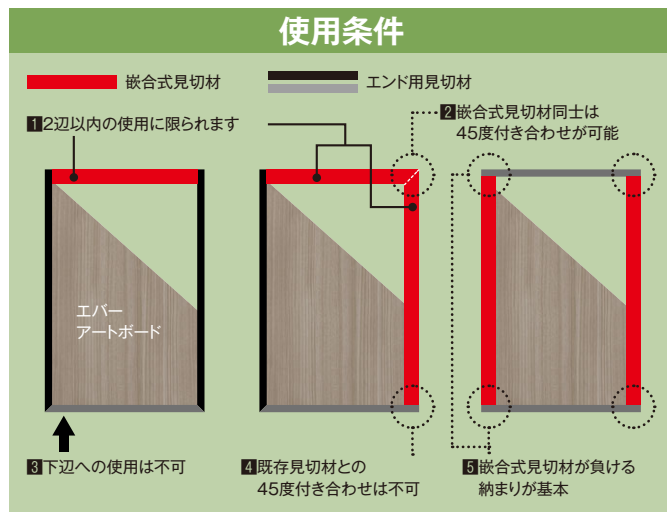 使用条件
嵌合式見切材
エンド用見切材
1 2辺以内の使用に限られます
2 嵌合式見切材同士は
45度付き合わせが可能
エバー
アートボード
3 下辺への使用は不可
4 既存見切材との
45度付き合わせは不可
5 嵌合式見切材が負ける
納まりが基本